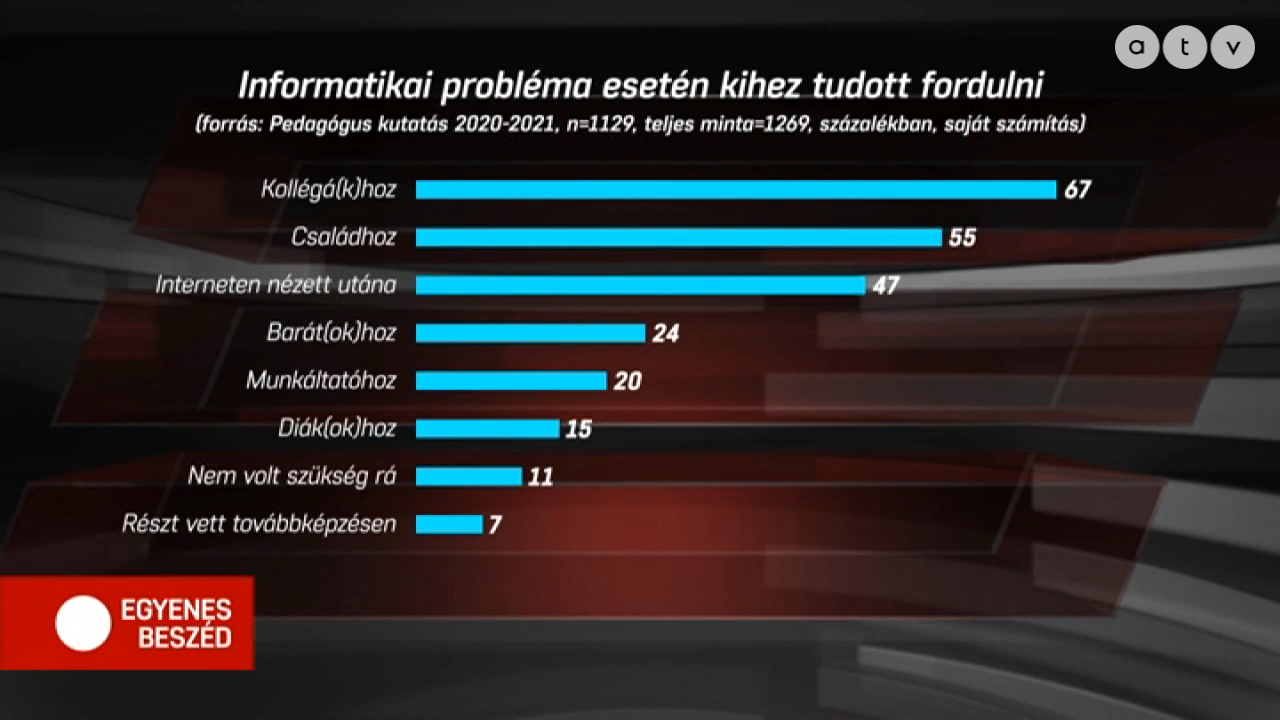 a t v
Informatikai probléma esetén kihez tudott fordulni
(forrás: Pedagógus kutatás 2020-2021, n=1129, teljes minta=1269, százalékban, saját számítás)
Kollégá(k)hoz 67
Családhoz 55
Interneten nézett utána 47
Barát(ok)hoz 24
Munkáltatóhoz 20
Diák(ok)hoz 15
Nem volt szükség rá 11
Részt vett továbbképzésen 7
EGYENES
BESZÉD